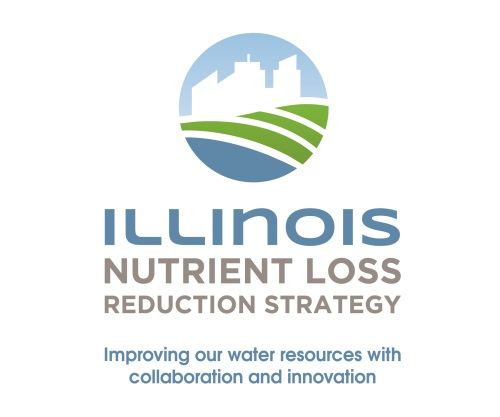 ILLINOIS
NUTRIENT LOSS
REDUCTION STRATEGY
Improving our water resources with
collaboration and innovation